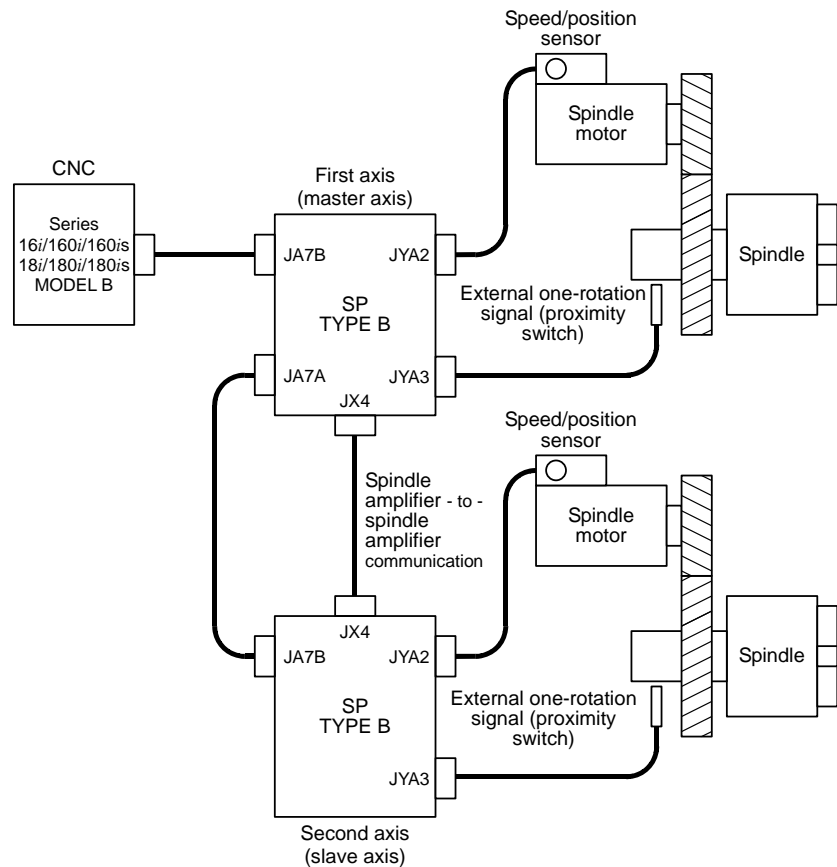 Speed/position
sensor
Spindle
motor
CNC
Series
16i/160i/160is
18i/180i/180is
MODEL B
First axis
(master axis)
JA7B
JYA2
SP
TYPE B
JA7A
JYA3
JX4
Spindle
External one-rotation
signal (proximity
switch)
Speed/position
sensor
Spindle
motor
Spindle
amplifier - to -
spindle
amplifier
communication
JX4
JA7B
JYA2
SP
TYPE B
JYA3
Spindle
External one-rotation
signal (proximity
switch)
Second axis
(slave axis)